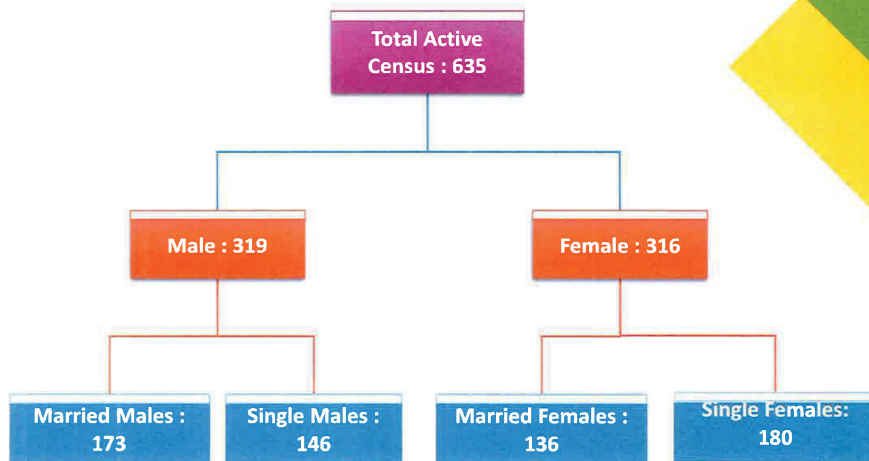 Total Active
Census : 635
Male : 319
Female : 316
Married Males :
173
Single Males :
146
Married Females :
136
Single Females:
180